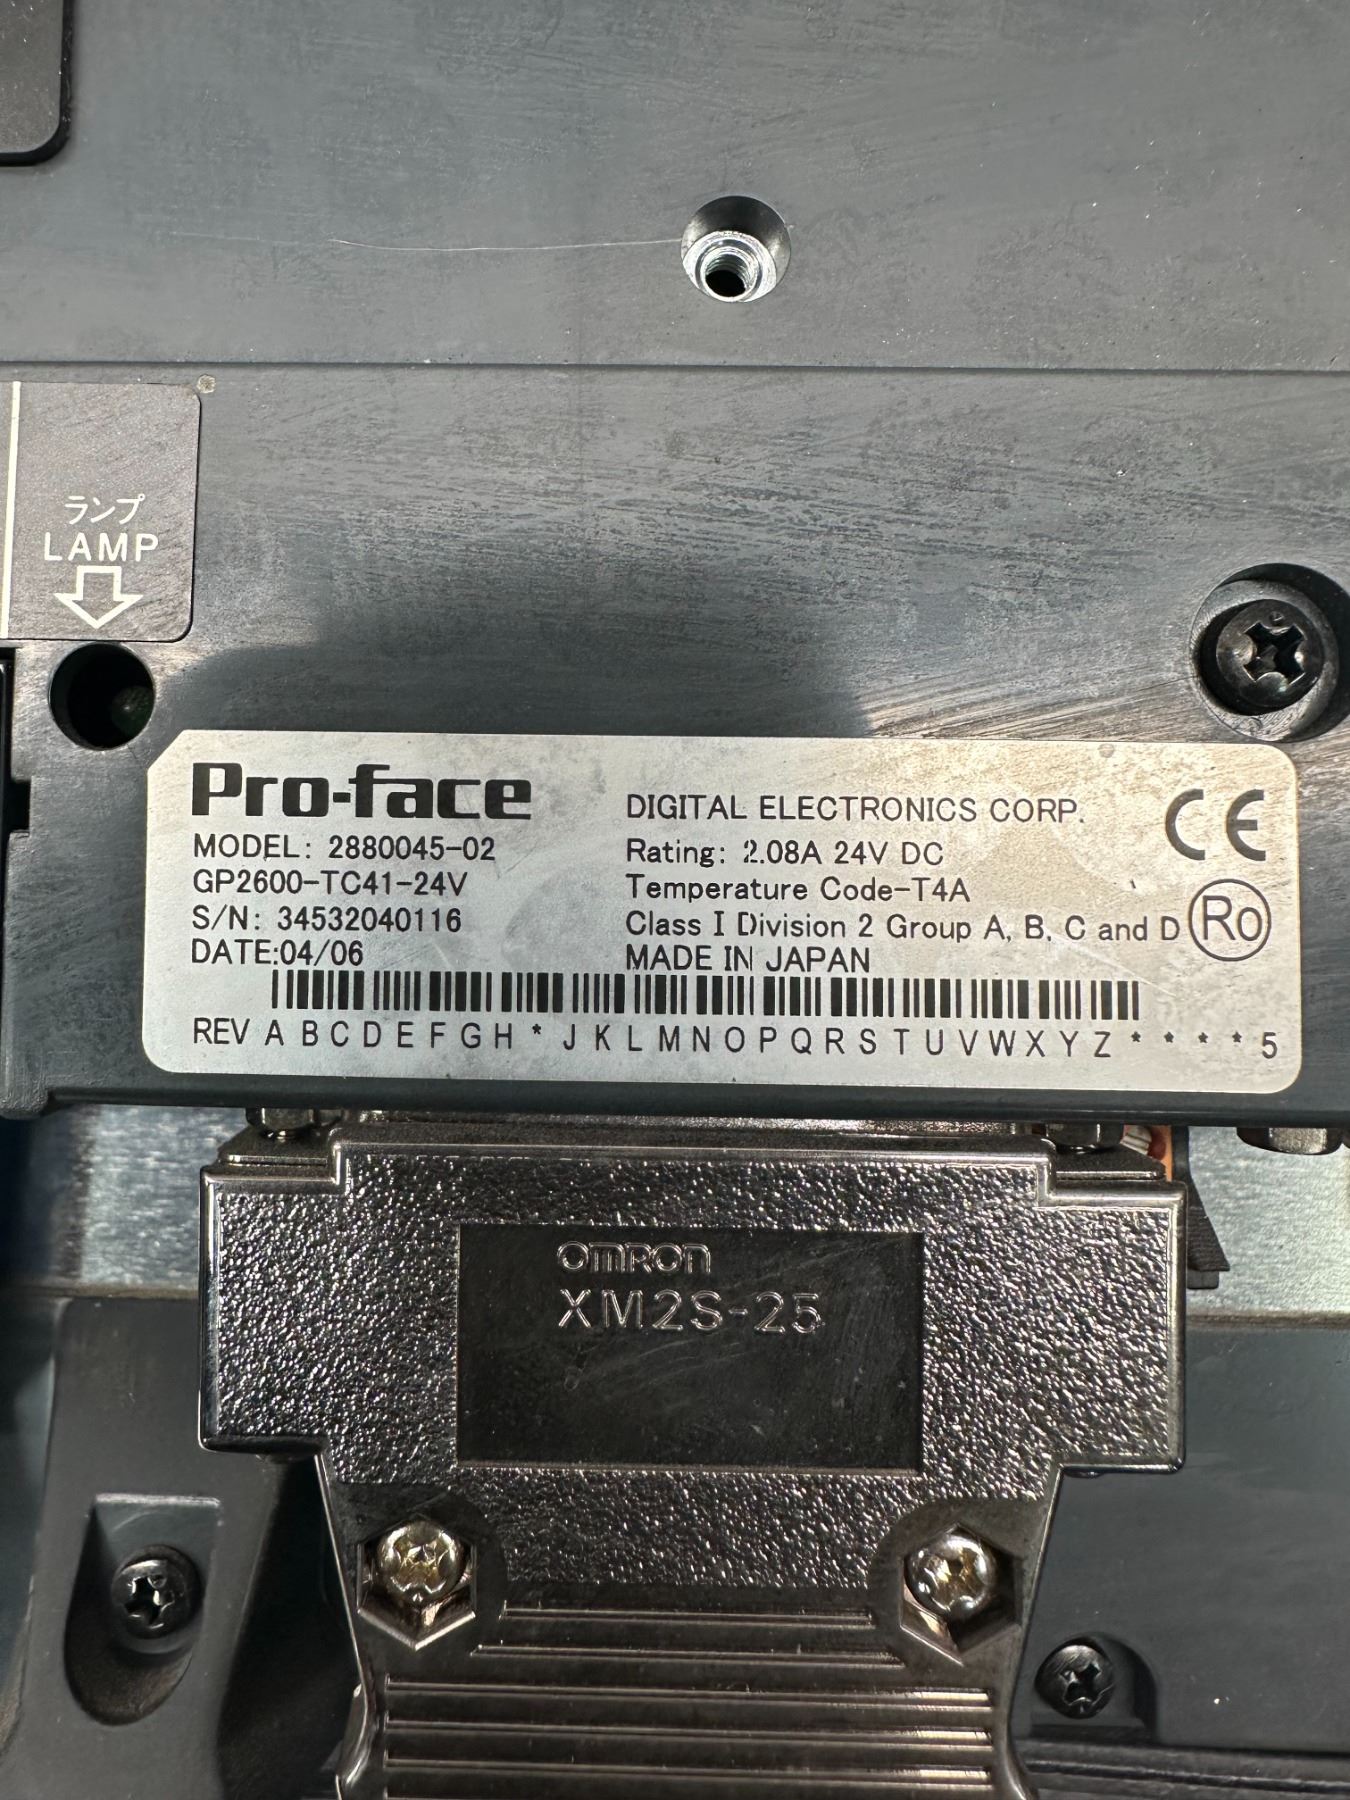 ランプ
LAMP
Pro-face
MODEL: 2880045-02
GP2600-TC41-24V
S/N: 34532040116
DATE:04/06
DIGITAL ELECTRONICS CORP.
Rating: 2.08A 24V DC
Temperature Code-T4A
Class I Division 2 Group A, B, C and D
MADE IN JAPAN
CE
Ro
REV A B C D E F G H * J K L M N O P Q R S T U V W X Y Z * * * * 5
OMRON
XM2S-25